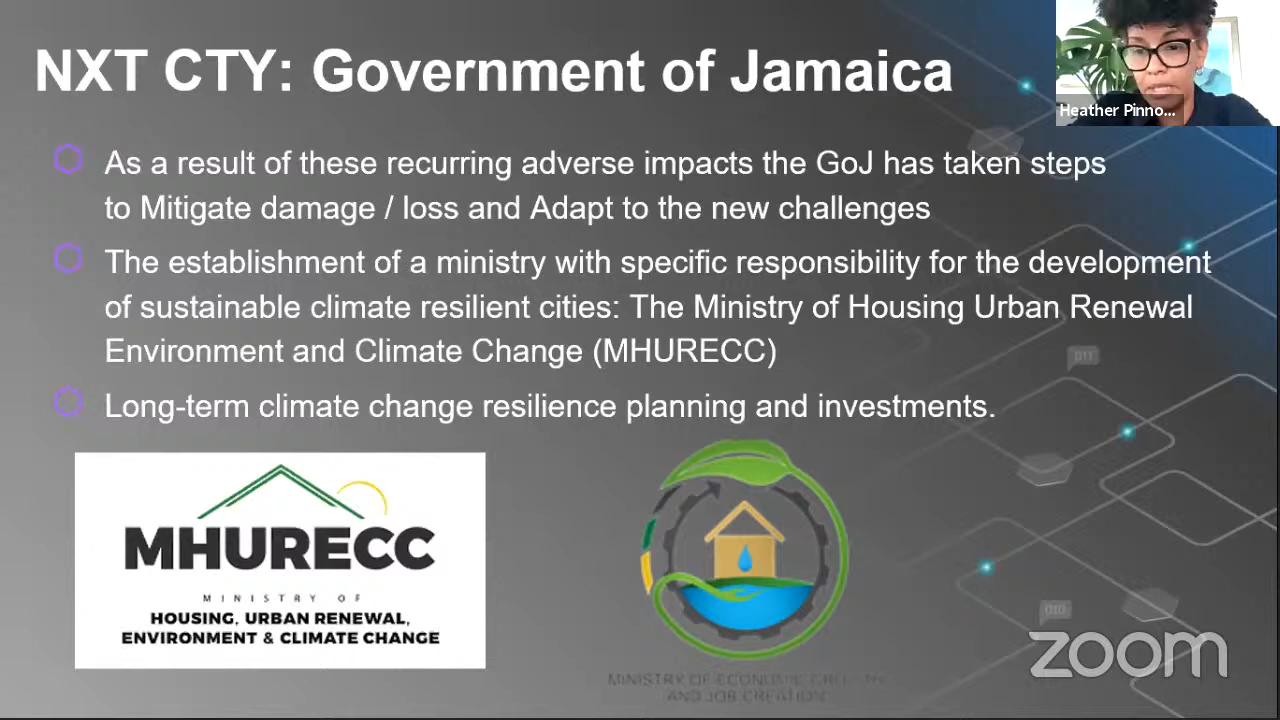 NXT CTY: Government of Jamaica
Heather Pinno...
As a result of these recurring adverse impacts the GoJ has taken steps
to Mitigate damage / loss and Adapt to the new challenges
The establishment of a ministry with specific responsibility for the development
of sustainable climate resilient cities: The Ministry of Housing Urban Renewal
Environment and Climate Change (MHURECC)
Long-term climate change resilience planning and investments.
011
MHURECC
MINISTRY OF
HOUSING, URBAN RENEWAL,
ENVIRONMENT & CLIMATE CHANGE
010
zoom
MINISTRY OF ECONOMIC
AND JOB CREATION